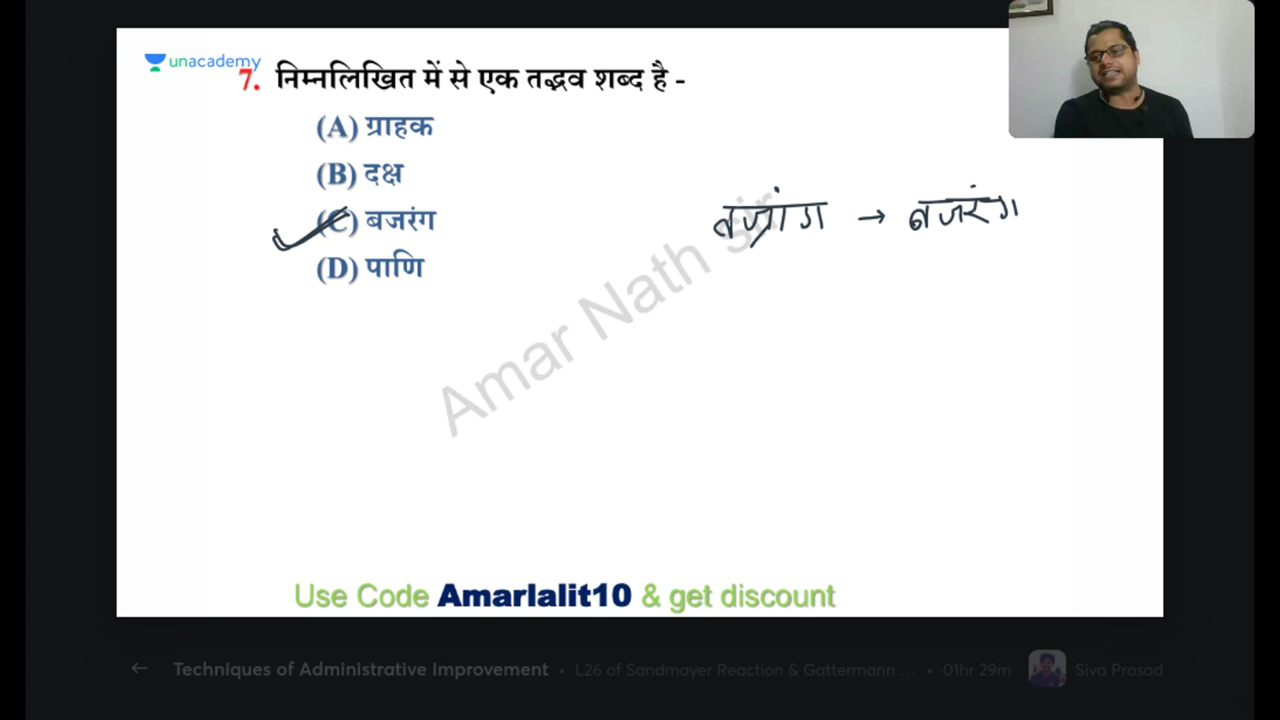 unacademy
7. निम्नलिखित में से एक तद्भव शब्द है -
(A) ग्राहक
(B) दक्ष
(C) बजरंग
(D) पाणि
वज्रांग → बजरंग
Amar Nath sir
Use Code Amarlalit10 & get discount
← Techniques of Administrative Improvement • L26 of Sandmayer Reaction & Gattermann ... • 01hr 29m Siva Prasad